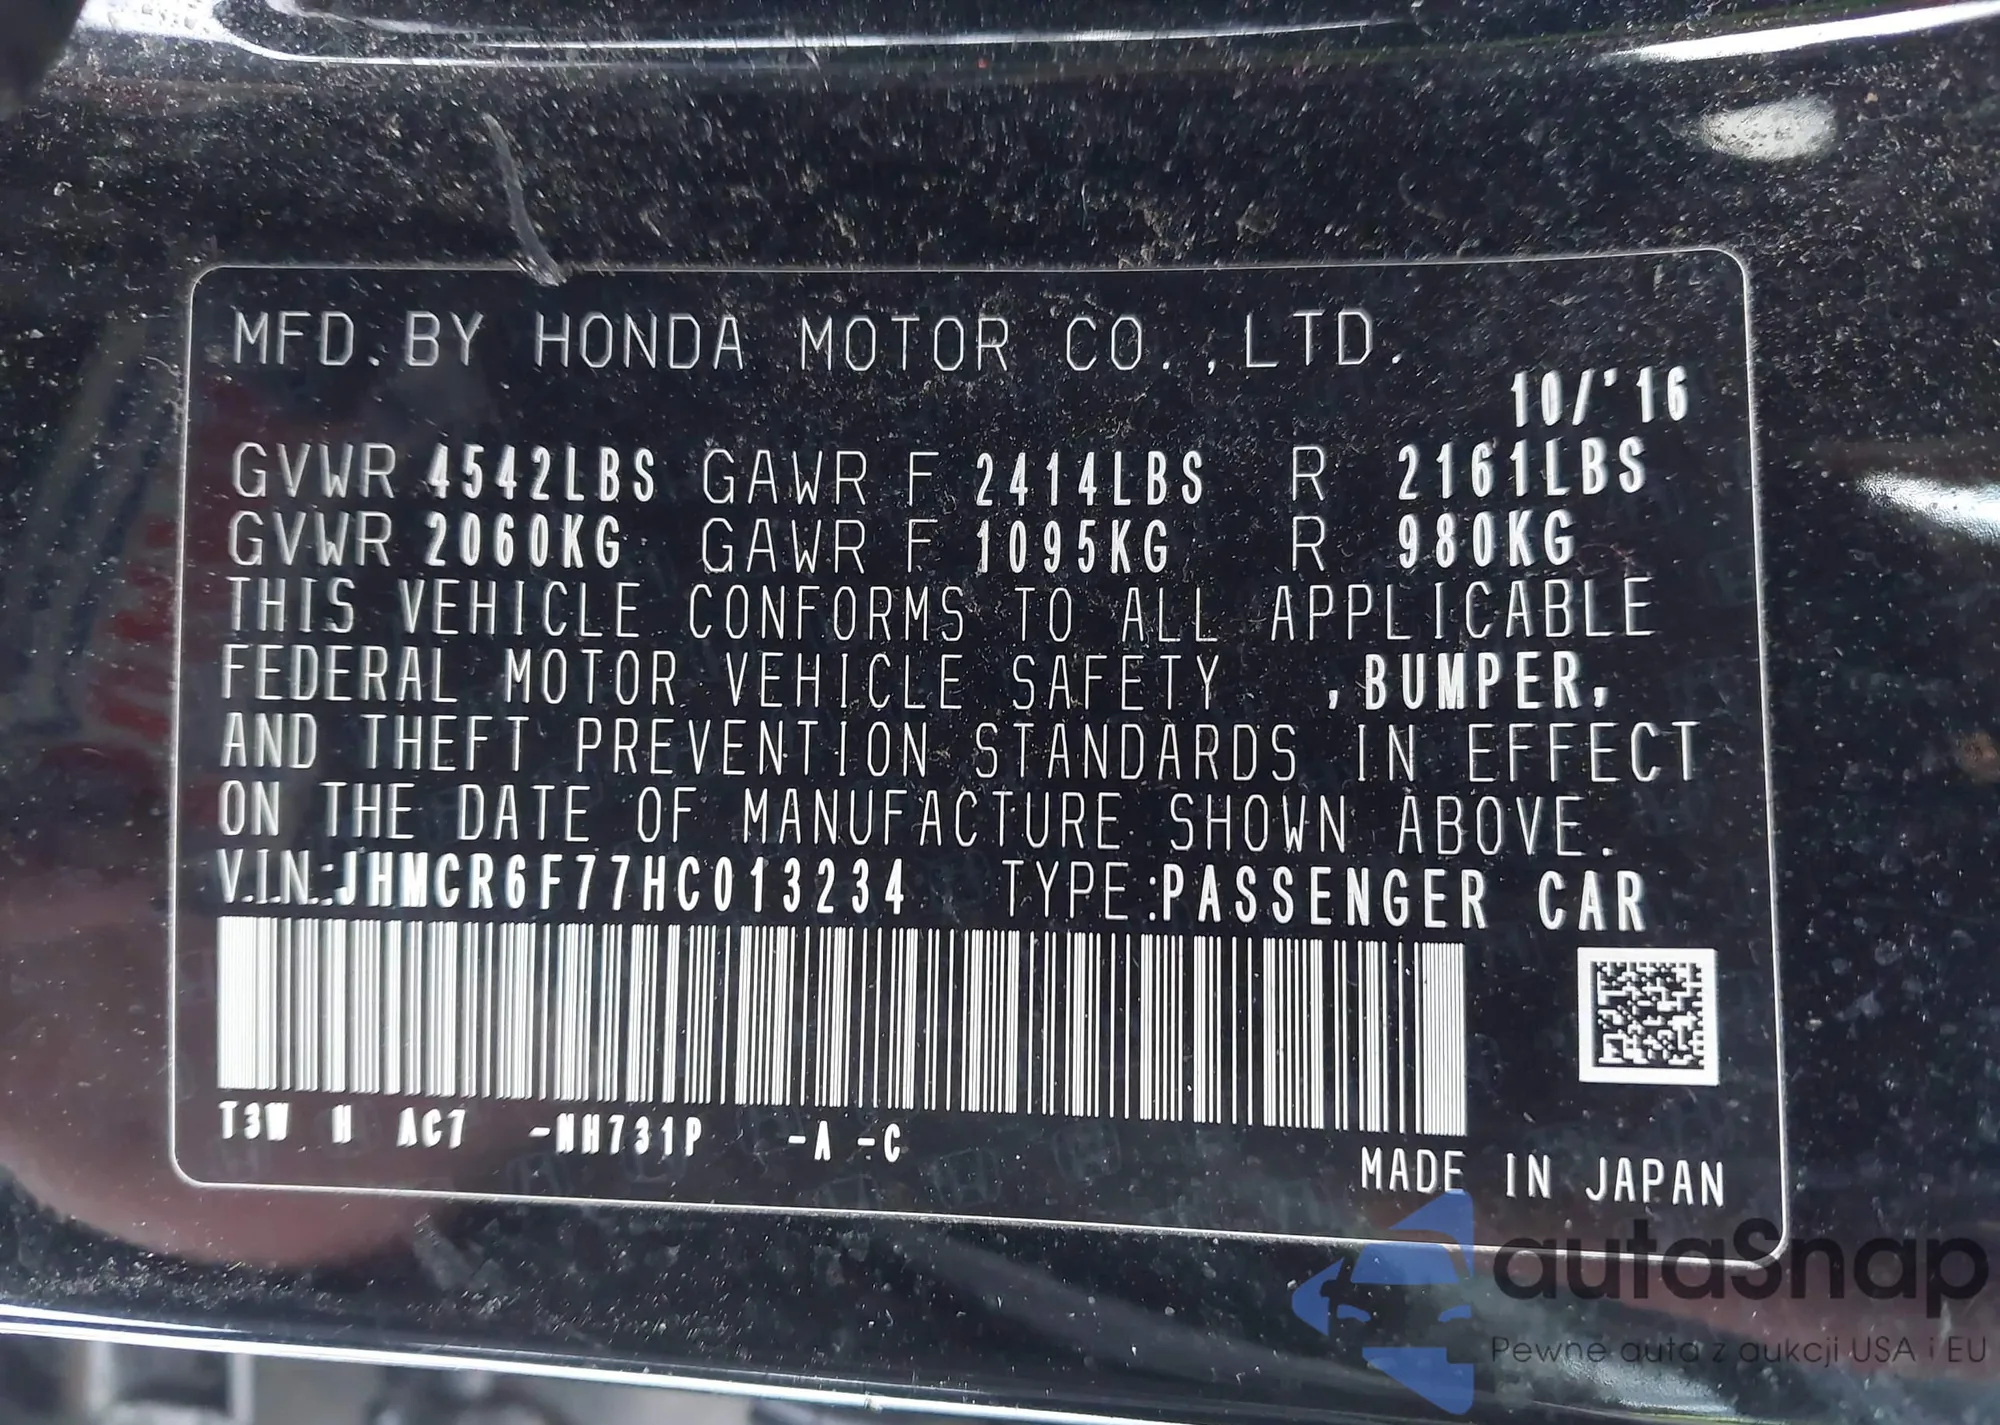 MFD. BY HONDA MOTOR CO., LTD.
10/'16
GVWR 4542LBS GAWR F 2414LBS R 2161LBS
GVWR 2060KG GAWR F 1095KG R 980KG
THIS VEHICLE CONFORMS TO ALL APPLICABLE
FEDERAL MOTOR VEHICLE SAFETY , BUMPER,
AND THEFT PREVENTION STANDARDS IN EFFECT
ON THE DATE OF MANUFACTURE SHOWN ABOVE.
V.I.N.:JHMCR6F77HC013234 TYPE:PASSENGER CAR
T3W H AC7 -NH731P -A -C
MADE IN JAPAN
autaSnap
Pewne auta z aukcji USA i EU